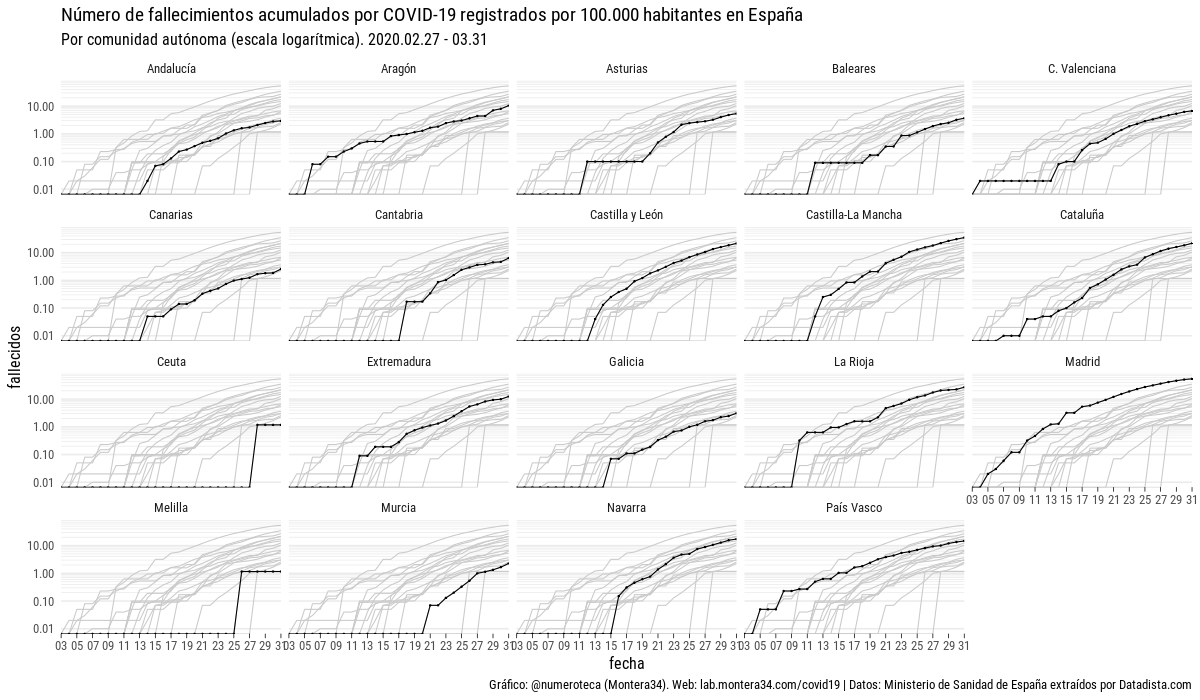 Número de fallecimientos acumulados por COVID-19 registrados por 100.000 habitantes en España
Por comunidad autónoma (escala logarítmica). 2020.02.27 - 03.31
Andalucía Aragón Asturias Baleares C. Valenciana
10.00
1.00
0.10
0.01
Canarias Cantabria Castilla y León Castilla-La Mancha Cataluña
10.00
1.00
0.10
0.01
fallecidos
Ceuta Extremadura Galicia La Rioja Madrid
10.00
1.00
0.10
0.01
03 05 07 09 11 13 15 17 19 21 23 25 27 29 31
Melilla Murcia Navarra País Vasco
10.00
1.00
0.10
0.01
03 05 07 09 11 13 15 17 19 21 23 25 27 29 31 03 05 07 09 11 13 15 17 19 21 23 25 27 29 31 03 05 07 09 11 13 15 17 19 21 23 25 27 29 31 03 05 07 09 11 13 15 17 19 21 23 25 27 29 31
fecha
Gráfico: @numeroteca (Montera34). Web: lab.montera34.com/covid19 | Datos: Ministerio de Sanidad de España extraídos por Datadista.com